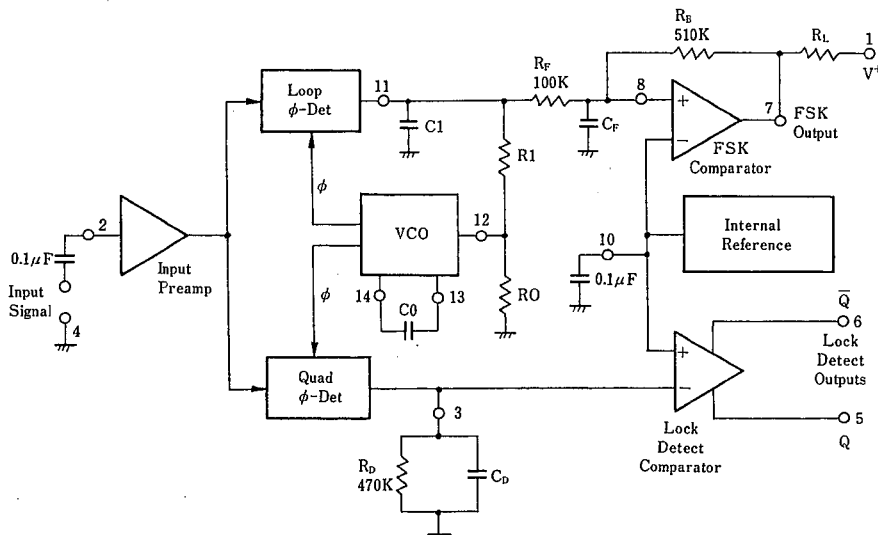 R_B
510K
R_L
1
V+
R_F
100K
8
7
FSK
Output
C_F
FSK
Comparator
Loop
φ-Det
11
C1
R1
φ
2
0.1μF
Input
Signal
4
Input
Preamp
VCO
12
14
C0
13
R0
φ
10
0.1μF
Internal
Reference
Q̅
6
Lock
Detect
Outputs
5
Q
Lock
Detect
Comparator
Quad
φ-Det
3
R_D
470K
C_D
+
−
+
−